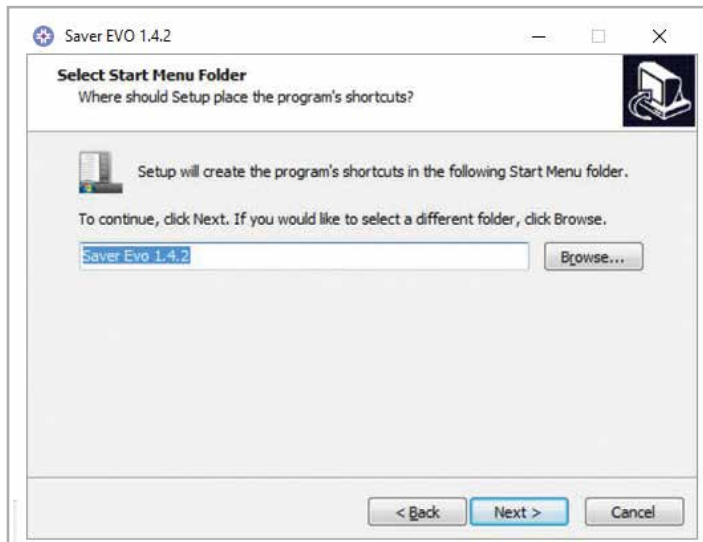 Saver EVO 1.4.2
Select Start Menu Folder
Where should Setup place the program's shortcuts?
Setup will create the program's shortcuts in the following Start Menu folder.
To continue, click Next. If you would like to select a different folder, click Browse.
Saver Evo 1.4.2
Browse...
< Back
Next >
Cancel